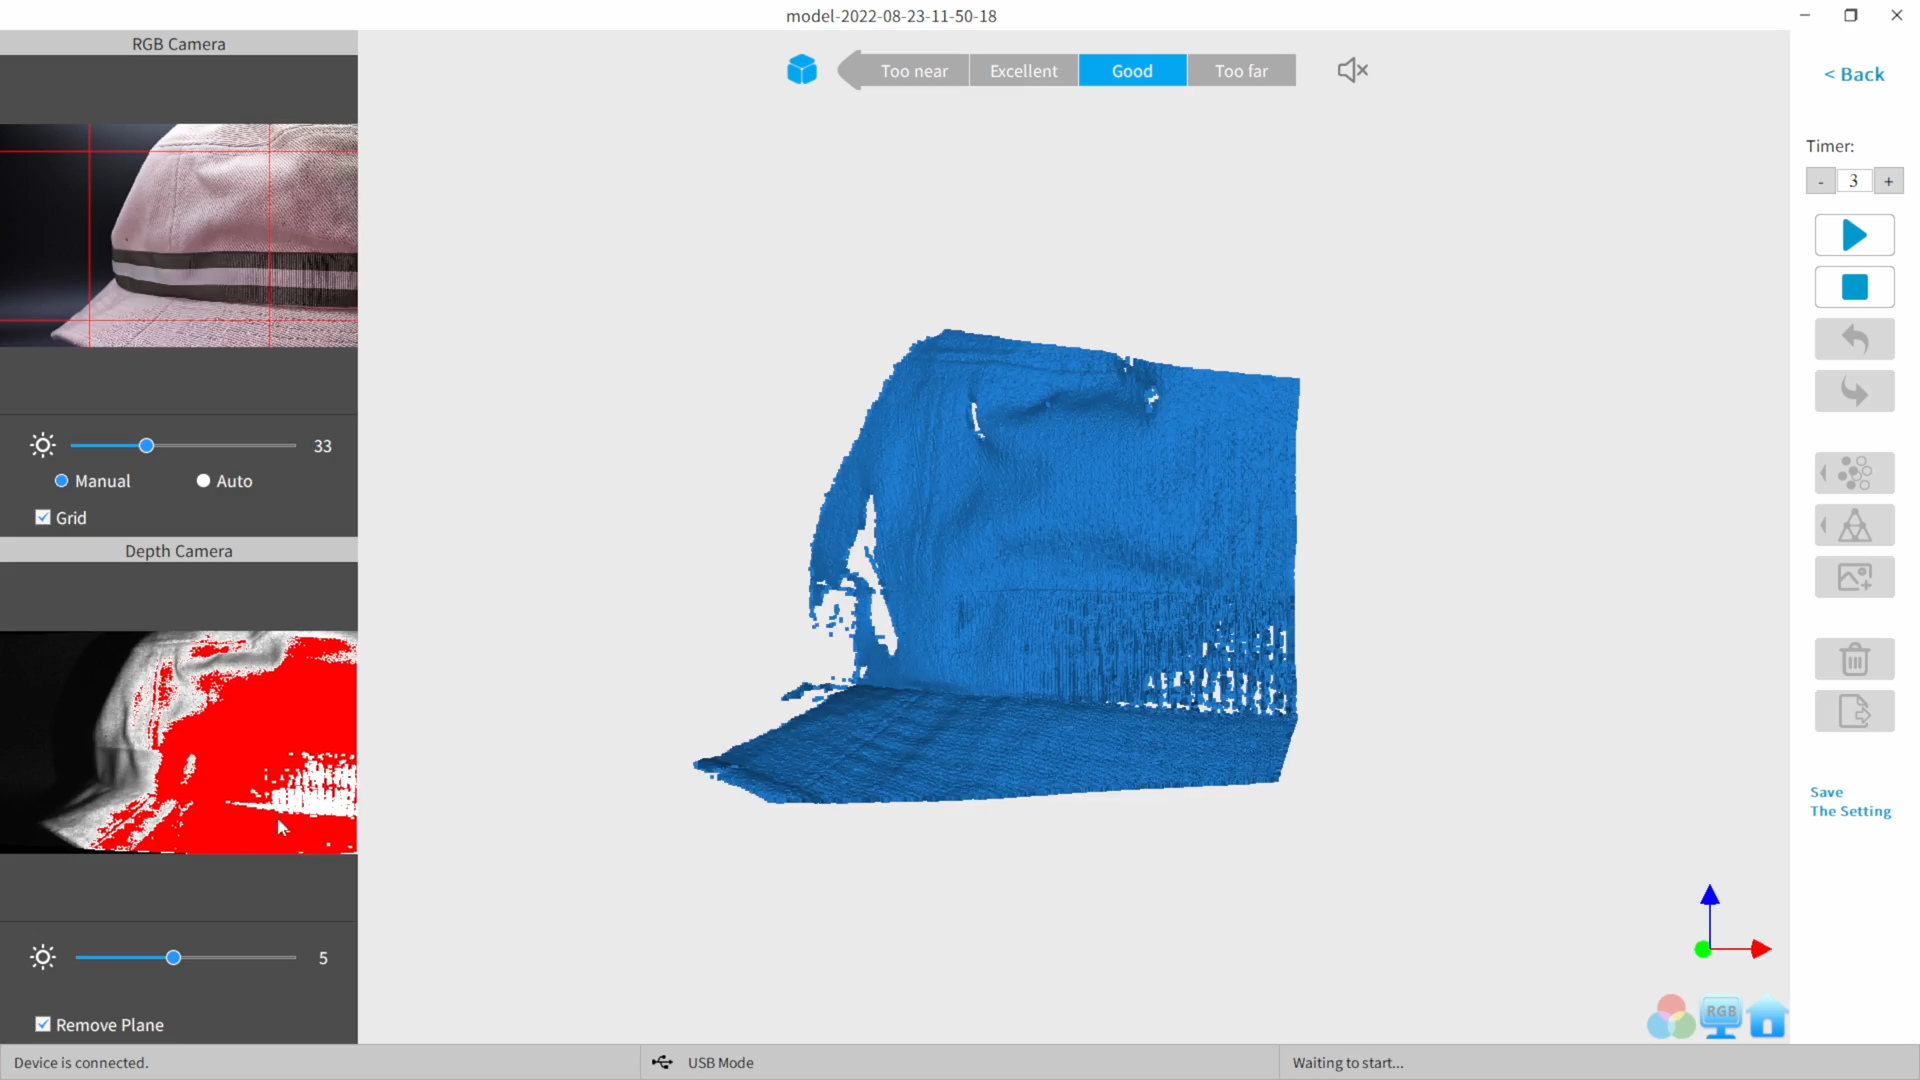 model-2022-08-23-11-50-18
RGB Camera
Too near
Excellent
Good
Too far
< Back
Timer:
- 3 +
33
Manual
Auto
Grid
Depth Camera
5
Remove Plane
Save
The Setting
RGB
Device is connected.
USB Mode
Waiting to start...